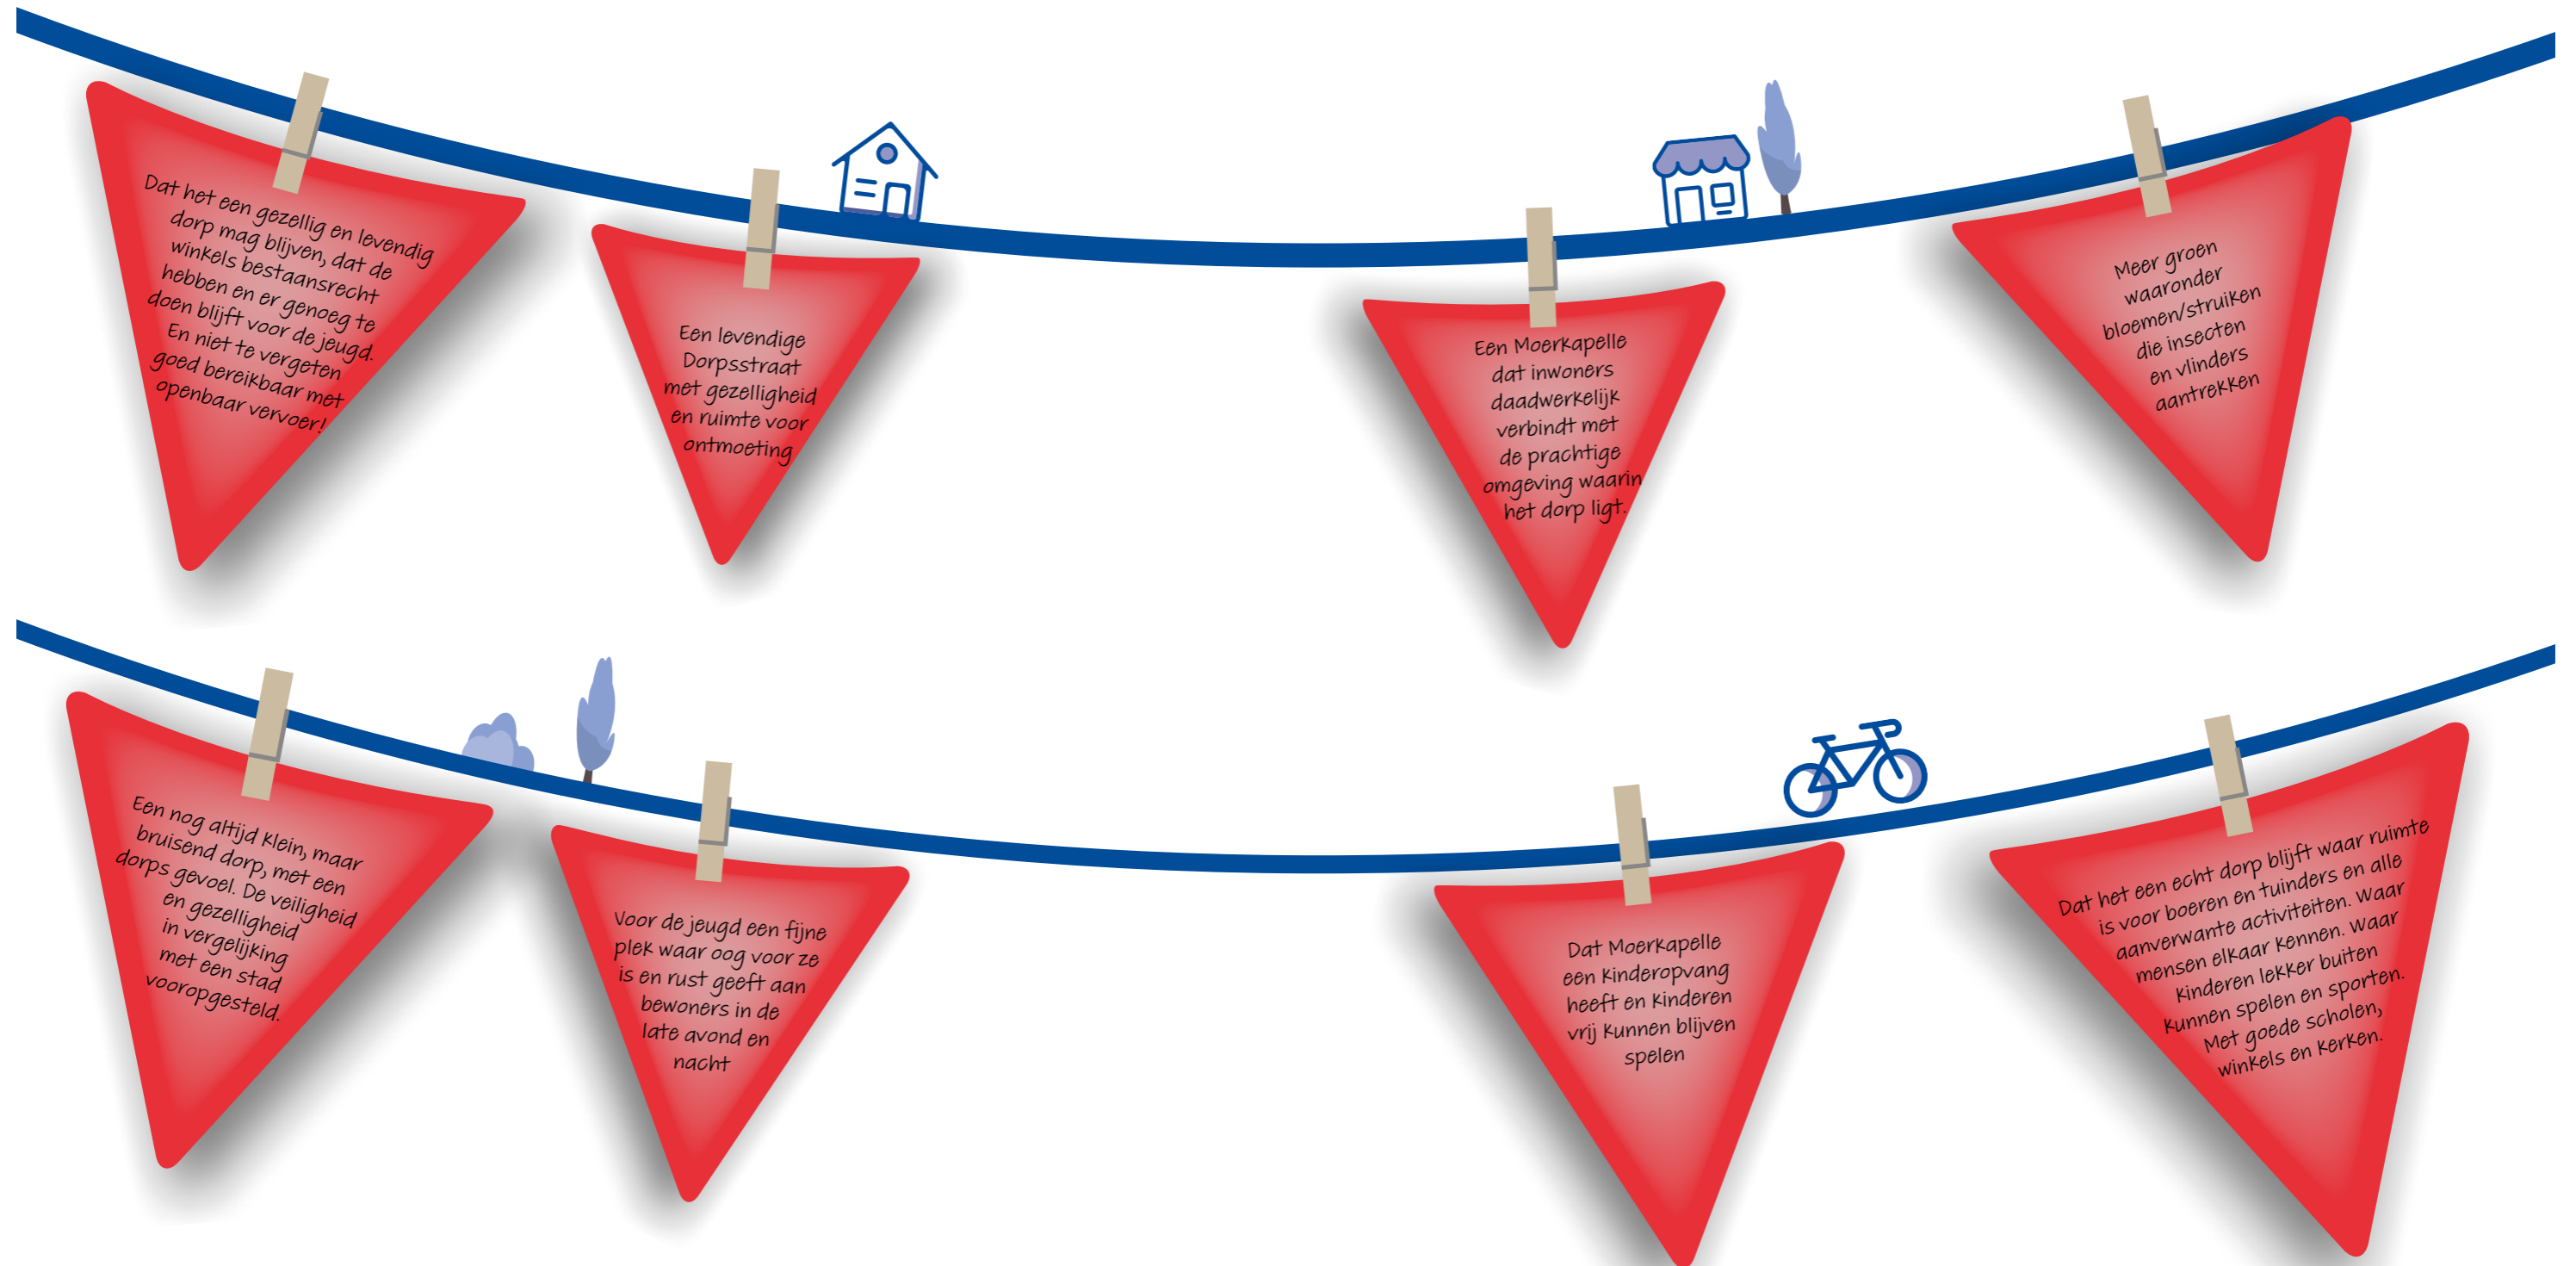 Dat het een gezellig en levendig
dorp mag blijven, dat de
winkels bestaansrecht
hebben en er genoeg te
doen blijft voor de jeugd.
En niet te vergeten
goed bereikbaar met
openbaar vervoer!
Een levendige
Dorpsstraat
met gezelligheid
en ruimte voor
ontmoeting
Een Moerkapelle
dat inwoners
daadwerkelijk
verbindt met
de prachtige
omgeving waarin
het dorp ligt.
Meer groen
waaronder
bloemen/struiken
die insecten
en vlinders
aantrekken
Een nog altijd klein, maar
bruisend dorp, met een
dorps gevoel. De veiligheid
en gezelligheid
in vergelijking
met een stad
vooropgesteld.
Voor de jeugd een fijne
plek waar oog voor ze
is en rust geeft aan
bewoners in de
late avond en
nacht
Dat Moerkapelle
een kinderopvang
heeft en kinderen
vrij kunnen blijven
spelen
Dat het een echt dorp blijft waar ruimte
is voor boeren en tuinders en alle
aanverwante activiteiten. Waar
mensen elkaar kennen. Waar
kinderen lekker buiten
kunnen spelen en sporten.
Met goede scholen,
winkels en kerken.